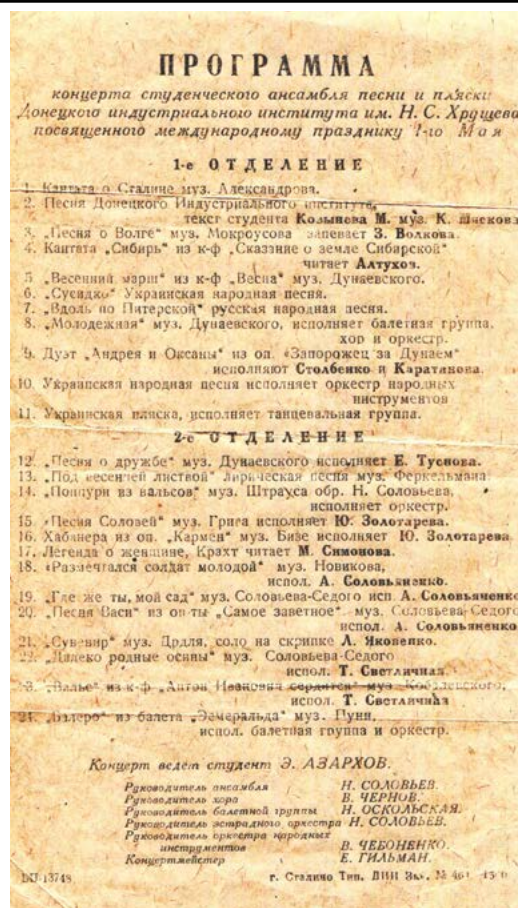 ПРОГРАММА
концерта студенческого ансамбля песни и пляски
Донецкого индустриального института им. Н. С. Хрущева
посвященного международному празднику 1-го Мая
1-е ОТДЕЛЕНИЕ
1. Кантата о Сталине муз. Александрова.
2. Песня Донецкого Индустриального института,
текст студента М. муз. К.
3. „Песня о Волге" муз. Мокроусова запевает З. Волкова.
4. Кантата „Сибирь" из к-ф „Сказание о земле Сибирской"
читает Алтухов.
5 „Весенний марш" из к-ф „Весна" муз. Дунаевского.
6. „Сусидко" Украинская народная песня.
7. „Вдоль по Питерской" русская народная песня.
8. „Молодежная" муз. Дунаевского, исполняет балетная группа,
хор и оркестр.
9. Дуэт „Андрея и Оксаны" из оп. «Запорожец за Дунаем"
исполняют Столбенко и Каратанова.
10. Украинская народная песня исполняет оркестр народных
инструментов
11. Украинская пляска, исполняет танцевальная группа.
2-е ОТДЕЛЕНИЕ
12. „Песня о дружбе" муз. Дунаевского исполняет Е.
13. „Под весенней листвой" лирическая песня муз. Феркельмана
14. „Поппури из вальсов" муз. Штрауса обр. Н. Соловьева,
исполняет оркестр.
15. „Песня Соловей" муз. Грига исполняет Ю. Золотарева.
16. Хабанера из оп. „Кармен" муз. Бизе исполняет Ю. Золотарева
17. Легенда о женщине, Крахт читает М. Симонова.
18. «Размечтался солдат молодой" муз. Новикова,
испол. А. Соловьяненко.
19. „Где же ты, мой сад" муз. Соловьева-Седого исп. А. Соловьяненко
20. „Песня Васи" из оп-ты „Самое заветное" муз. Соловьева-Седого
испол. А. Соловьяненко
21. „Сувенир" муз. Дрдля, соло на скрипке Л. Яковенко.
22. „Далеко родные осины" муз. Соловьева-Седого
испол. Т. Светличная
23. „Вальс" из к-ф „Антон Иванович сердится" муз. Кобалевского,
испол. Т. Светличная
24. „Балеро" из балета „Эсмеральда" муз. Пуни,
испол. балетная группа и оркестр.
Концерт ведет студент Э. АЗАРХОВ.
Руководитель ансамбля Н. СОЛОВЬЕВ.
Руководитель хора В. ЧЕРНОВ.
Руководитель балетной группы Н. ОСКОЛЬСКАЯ.
Руководитель эстрадного оркестра Н. СОЛОВЬЕВ.
Руководитель оркестра народных
инструментов В. ЧЕБОНЕНКО.
Концертмейстер Е. ГИЛЬМАН.
13748 г. Сталино Тип. Зак. №